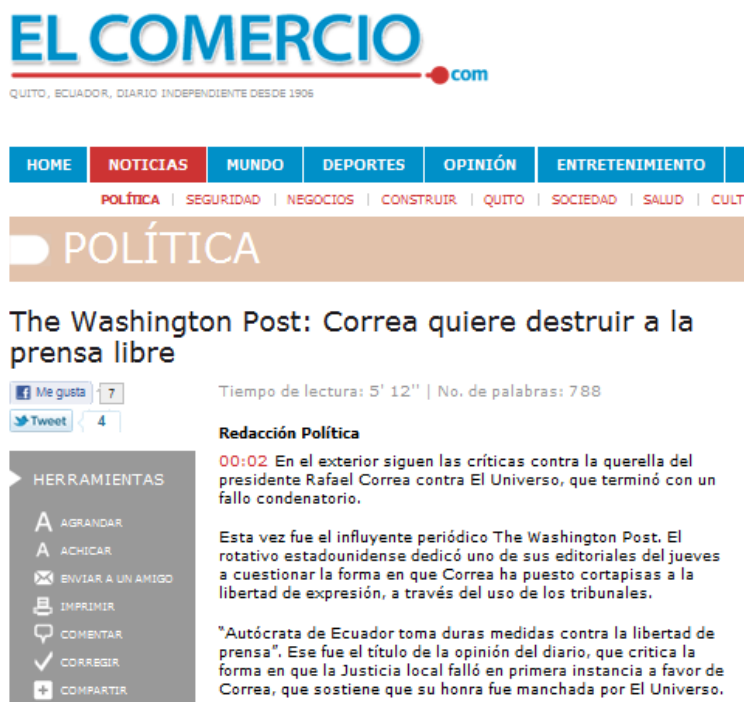 EL COMERCIO
com
QUITO, ECUADOR, DIARIO INDEPENDIENTE DESDE 1906
HOME NOTICIAS MUNDO DEPORTES OPINIÓN ENTRETENIMIENTO
POLÍTICA | SEGURIDAD | NEGOCIOS | CONSTRUIR | QUITO | SOCIEDAD | SALUD | CULT
POLÍTICA
The Washington Post: Correa quiere destruir a la
prensa libre
Me gusta 7
Tweet 4
Tiempo de lectura: 5' 12'' | No. de palabras: 788
Redacción Política
00:02 En el exterior siguen las críticas contra la querella del
presidente Rafael Correa contra El Universo, que terminó con un
fallo condenatorio.
Esta vez fue el influyente periódico The Washington Post. El
rotativo estadounidense dedicó uno de sus editoriales del jueves
a cuestionar la forma en que Correa ha puesto cortapisas a la
libertad de expresión, a través del uso de los tribunales.
“Autócrata de Ecuador toma duras medidas contra la libertad de
prensa”. Ese fue el título de la opinión del diario, que critica la
forma en que la Justicia local falló en primera instancia a favor de
Correa, que sostiene que su honra fue manchada por El Universo.
HERRAMIENTAS
A AGRANDAR
A ACHICAR
ENVIAR A UN AMIGO
IMPRIMIR
COMENTAR
CORREGIR
COMPARTIR